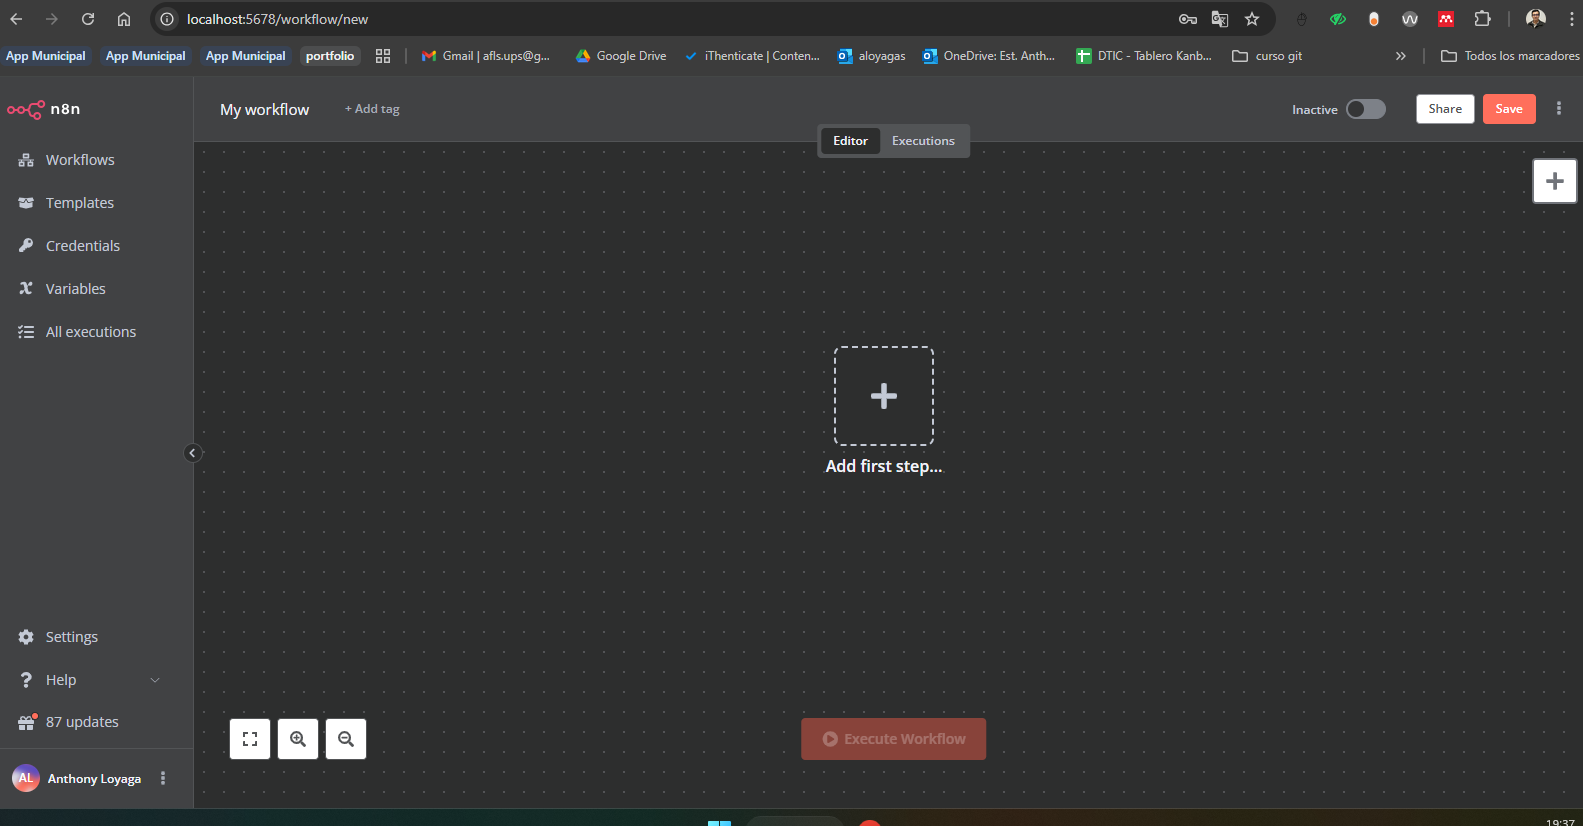 localhost:5678/workflow/new
App Municipal App Municipal App Municipal portfolio Gmail | afls.ups@g... Google Drive iThenticate | Conten... aloyagas OneDrive: Est. Anth... DTIC - Tablero Kanb... curso git » Todos los marcadores
n8n
My workflow + Add tag
Inactive Share Save
Editor Executions
Workflows
Templates
Credentials
Variables
All executions
Add first step...
Settings
Help
87 updates
Execute Workflow
AL Anthony Loyaga
19:37